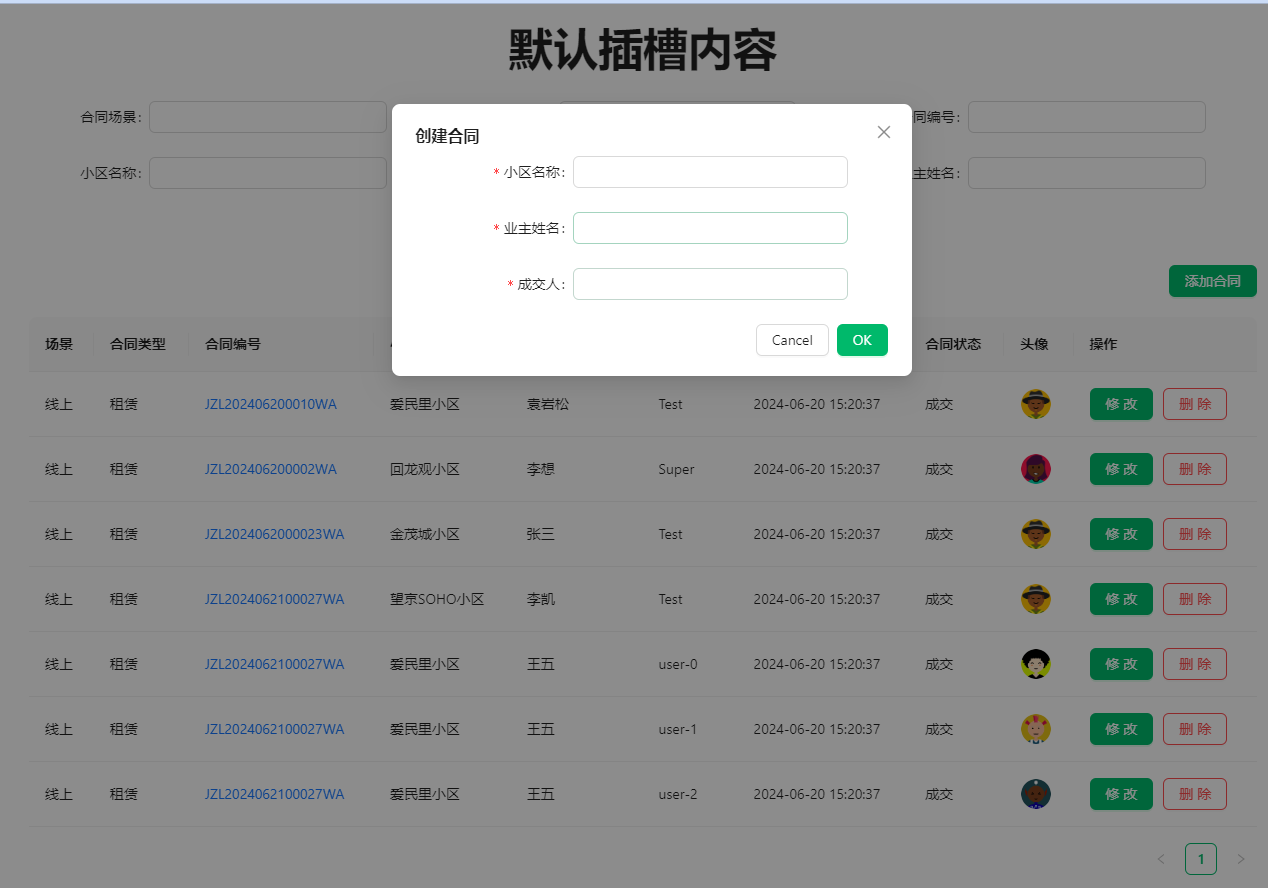 默认插槽内容
合同场景:
同编号:
小区名称:
主姓名:
创建合同
* 小区名称:
* 业主姓名:
* 成交人:
Cancel OK
添加合同
场景 合同类型 合同编号 合同状态 头像 操作
线上 租赁 JZL202406200010WA 爱民里小区 袁岩松 Test 2024-06-20 15:20:37 成交 修 改 删 除
线上 租赁 JZL202406200002WA 回龙观小区 李想 Super 2024-06-20 15:20:37 成交 修 改 删 除
线上 租赁 JZL2024062000023WA 金茂城小区 张三 Test 2024-06-20 15:20:37 成交 修 改 删 除
线上 租赁 JZL2024062100027WA 望京SOHO小区 李凯 Test 2024-06-20 15:20:37 成交 修 改 删 除
线上 租赁 JZL2024062100027WA 爱民里小区 王五 user-0 2024-06-20 15:20:37 成交 修 改 删 除
线上 租赁 JZL2024062100027WA 爱民里小区 王五 user-1 2024-06-20 15:20:37 成交 修 改 删 除
线上 租赁 JZL2024062100027WA 爱民里小区 王五 user-2 2024-06-20 15:20:37 成交 修 改 删 除
< 1 >